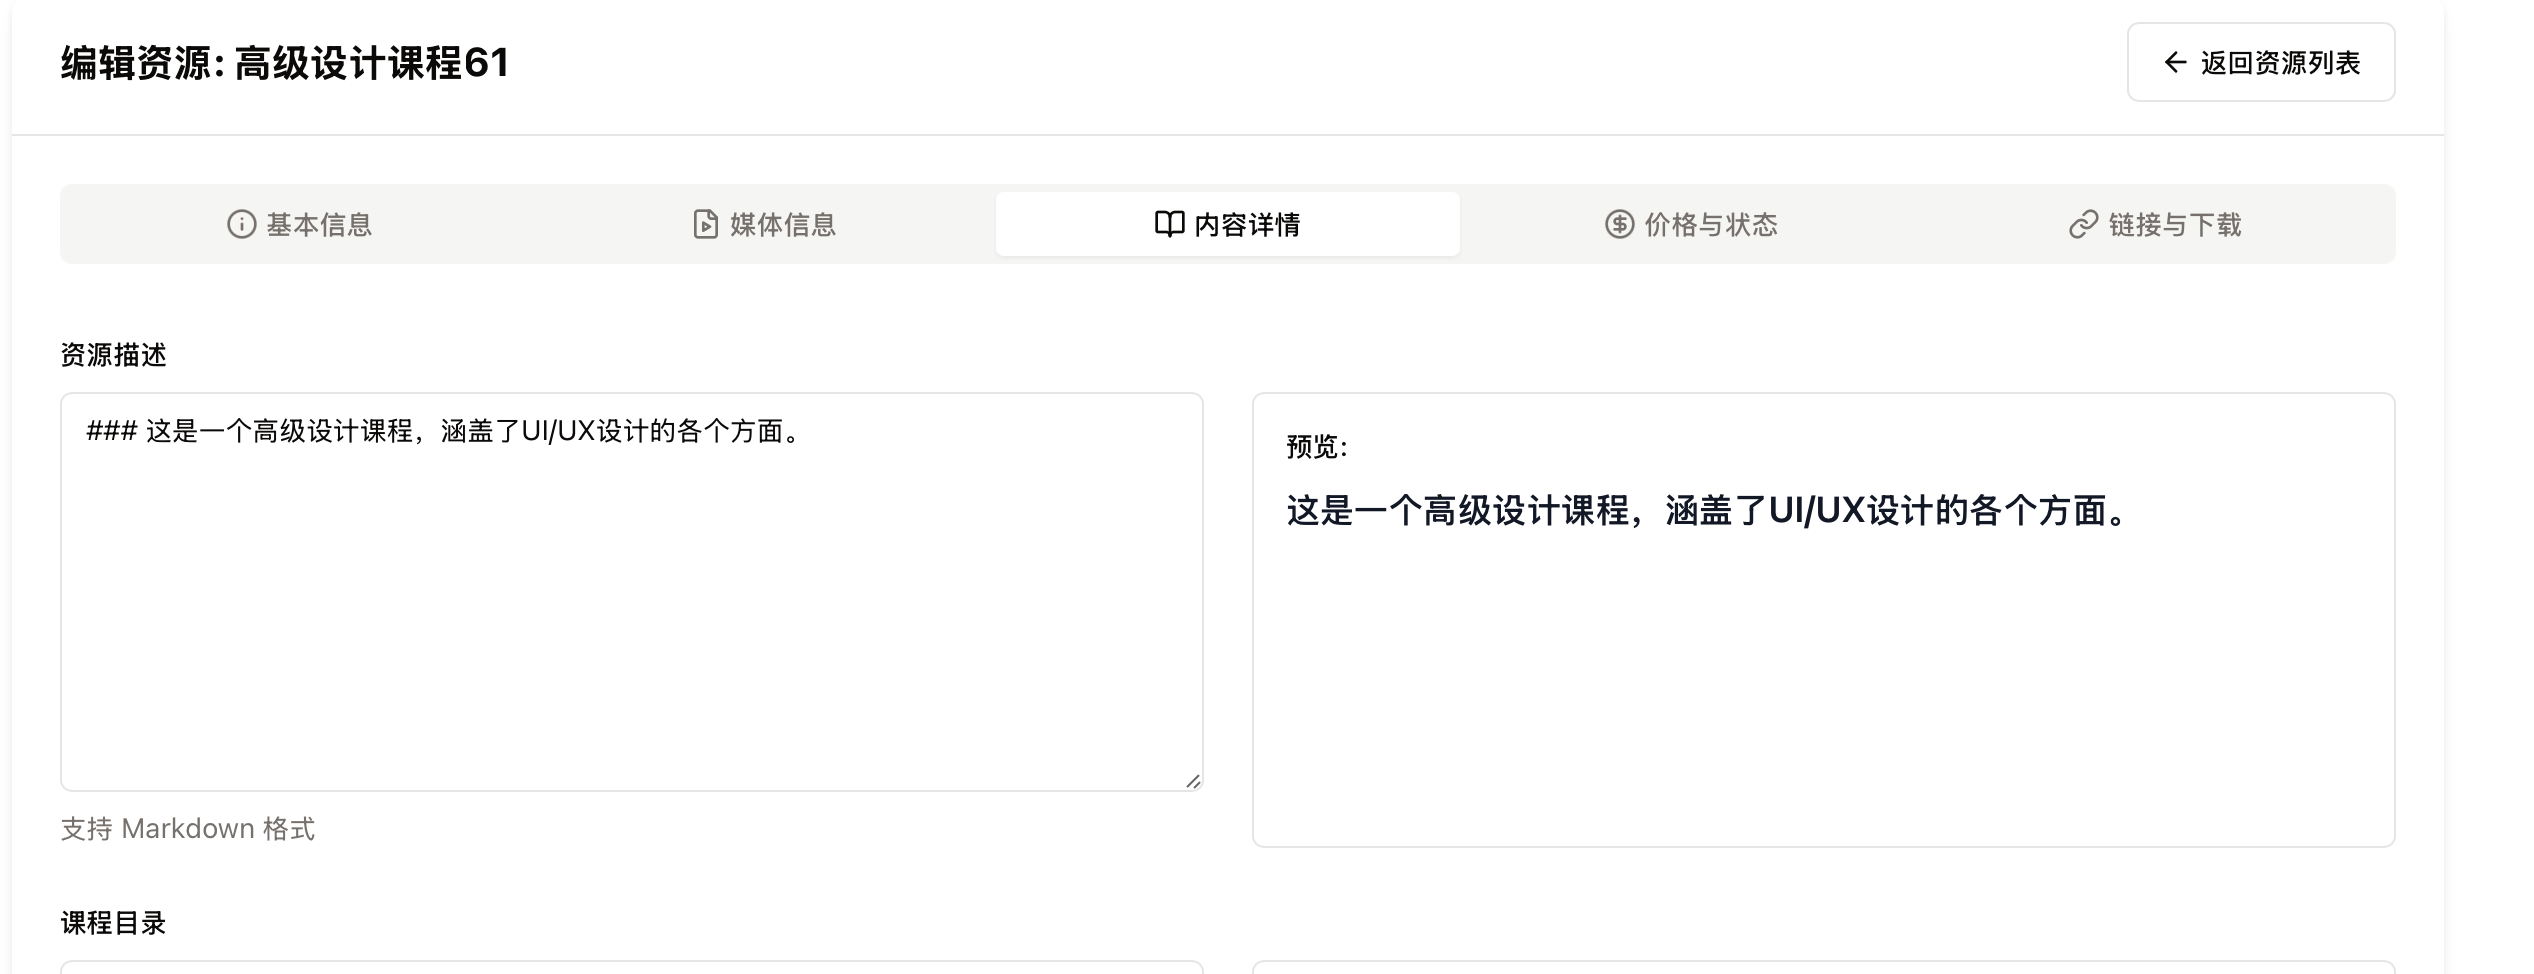 编辑资源: 高级设计课程61
返回资源列表
基本信息
媒体信息
内容详情
价格与状态
链接与下载
资源描述
### 这是一个高级设计课程，涵盖了UI/UX设计的各个方面。
预览:
这是一个高级设计课程，涵盖了UI/UX设计的各个方面。
支持 Markdown 格式
课程目录